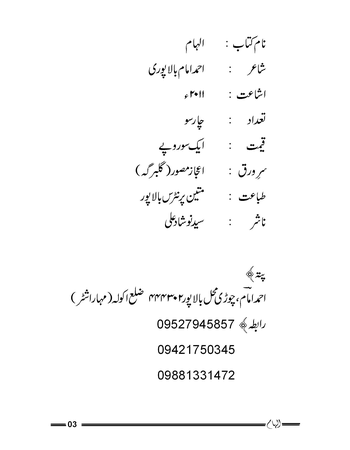 نام کتاب : الہام
شاعر : احمد امام بالاپوری
اشاعت : ۲۰۱۱ء
تعداد : چارسو
قیمت : ایک سوروپے
سرورق : اعجاز مصور (گلبرگہ)
طباعت : متین پرنٹرس بالاپور
ناشر : سید نوشاد علی
پتہ﴾
احمد امام، چوڑی محل بالاپور ۴۴۴۳۰۲ ضلع اکولہ (مہاراشٹر)
رابطہ﴾ 09527945857
09421750345
09881331472
03 الہام